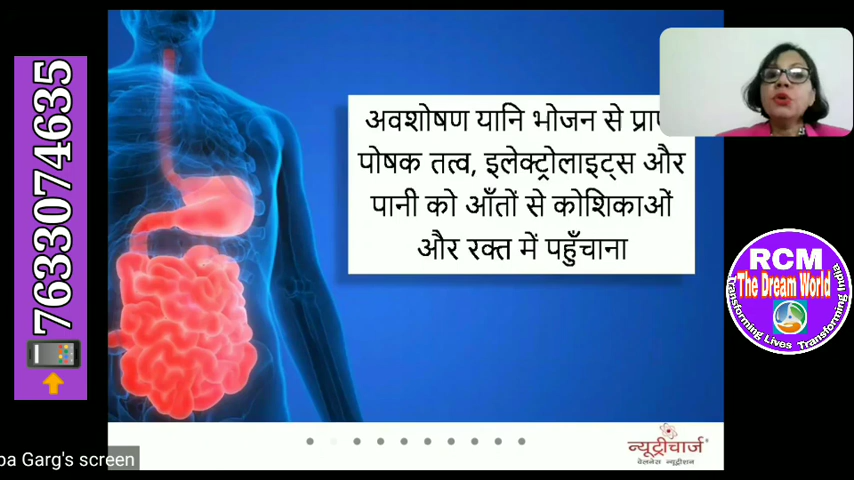 7633074635
अवशोषण यानि भोजन से
पोषक तत्व, इलेक्ट्रोलाइट्स और
पानी को आँतों से कोशिकाओं
और रक्त में पहुँचाना
RCM
The Dream World
Transforming Lives Transforming India
न्यूट्रीचार्ज
वेलनेस न्यूट्रीशन
Garg's screen